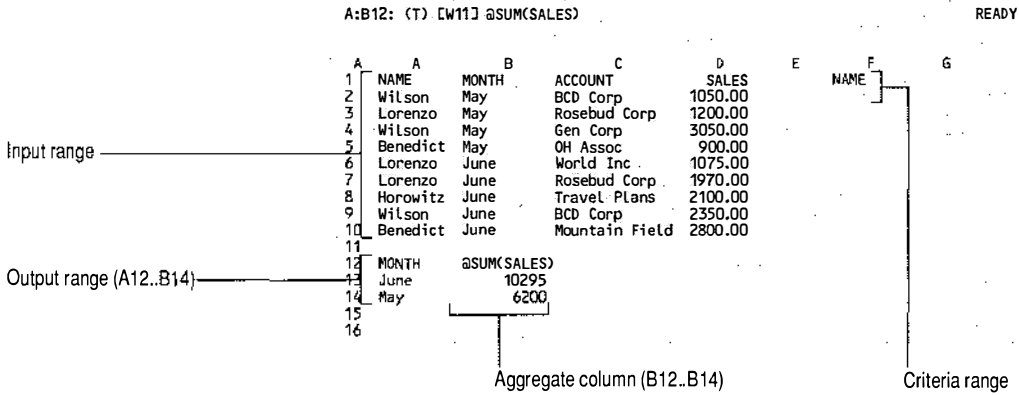 A:B12: (T) [W11] @SUM(SALES) READY
A A B C D E F G
1 NAME MONTH ACCOUNT SALES NAME
2 Wilson May BCD Corp 1050.00
3 Lorenzo May Rosebud Corp 1200.00
4 Wilson May Gen Corp 3050.00
5 Benedict May OH Assoc 900.00
Input range
6 Lorenzo June World Inc 1075.00
7 Lorenzo June Rosebud Corp 1970.00
8 Horowitz June Travel Plans 2100.00
9 Wilson June BCD Corp 2350.00
10 Benedict June Mountain Field 2800.00
11
12 MONTH @SUM(SALES)
Output range (A12..B14)
13 June 10295
14 May 6200
15
16
Aggregate column (B12..B14) Criteria range